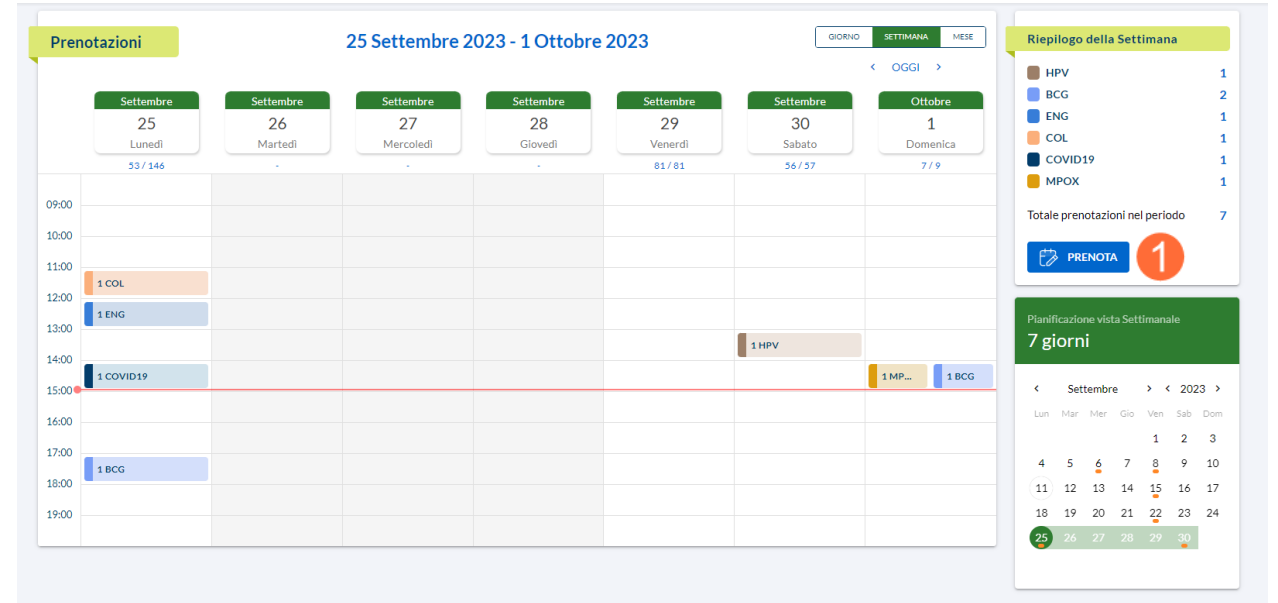 Prenotazioni
25 Settembre 2023 - 1 Ottobre 2023
GIORNO SETTIMANA MESE
< OGGI >
Settembre Settembre Settembre Settembre Settembre Settembre Ottobre
25 26 27 28 29 30 1
Lunedì Martedì Mercoledì Giovedì Venerdì Sabato Domenica
53 / 146 - - - 81 / 81 56 / 57 7 / 9
09:00
10:00
11:00
1 COL
12:00
1 ENG
13:00
1 HPV
14:00
1 COVID19 1 MP... 1 BCG
15:00
16:00
17:00
1 BCG
18:00
19:00
Riepilogo della Settimana
HPV 1
BCG 2
ENG 1
COL 1
COVID19 1
MPOX 1
Totale prenotazioni nel periodo 7
PRENOTA 1
Pianificazione vista Settimanale
7 giorni
< Settembre > < 2023 >
Lun Mar Mer Gio Ven Sab Dom
1 2 3
4 5 6 7 8 9 10
11 12 13 14 15 16 17
18 19 20 21 22 23 24
25 26 27 28 29 30